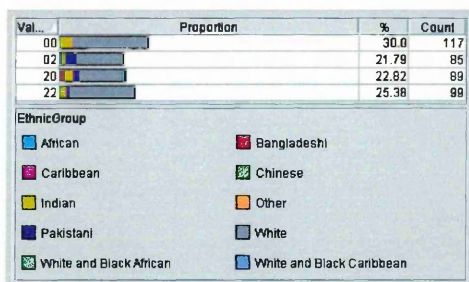 Val... Proportion % Count
00 30.0 117
02 21.79 85
20 22.82 89
22 25.38 99
EthnicGroup
African Bangladeshi
Caribbean Chinese
Indian Other
Pakistani White
White and Black African White and Black Caribbean